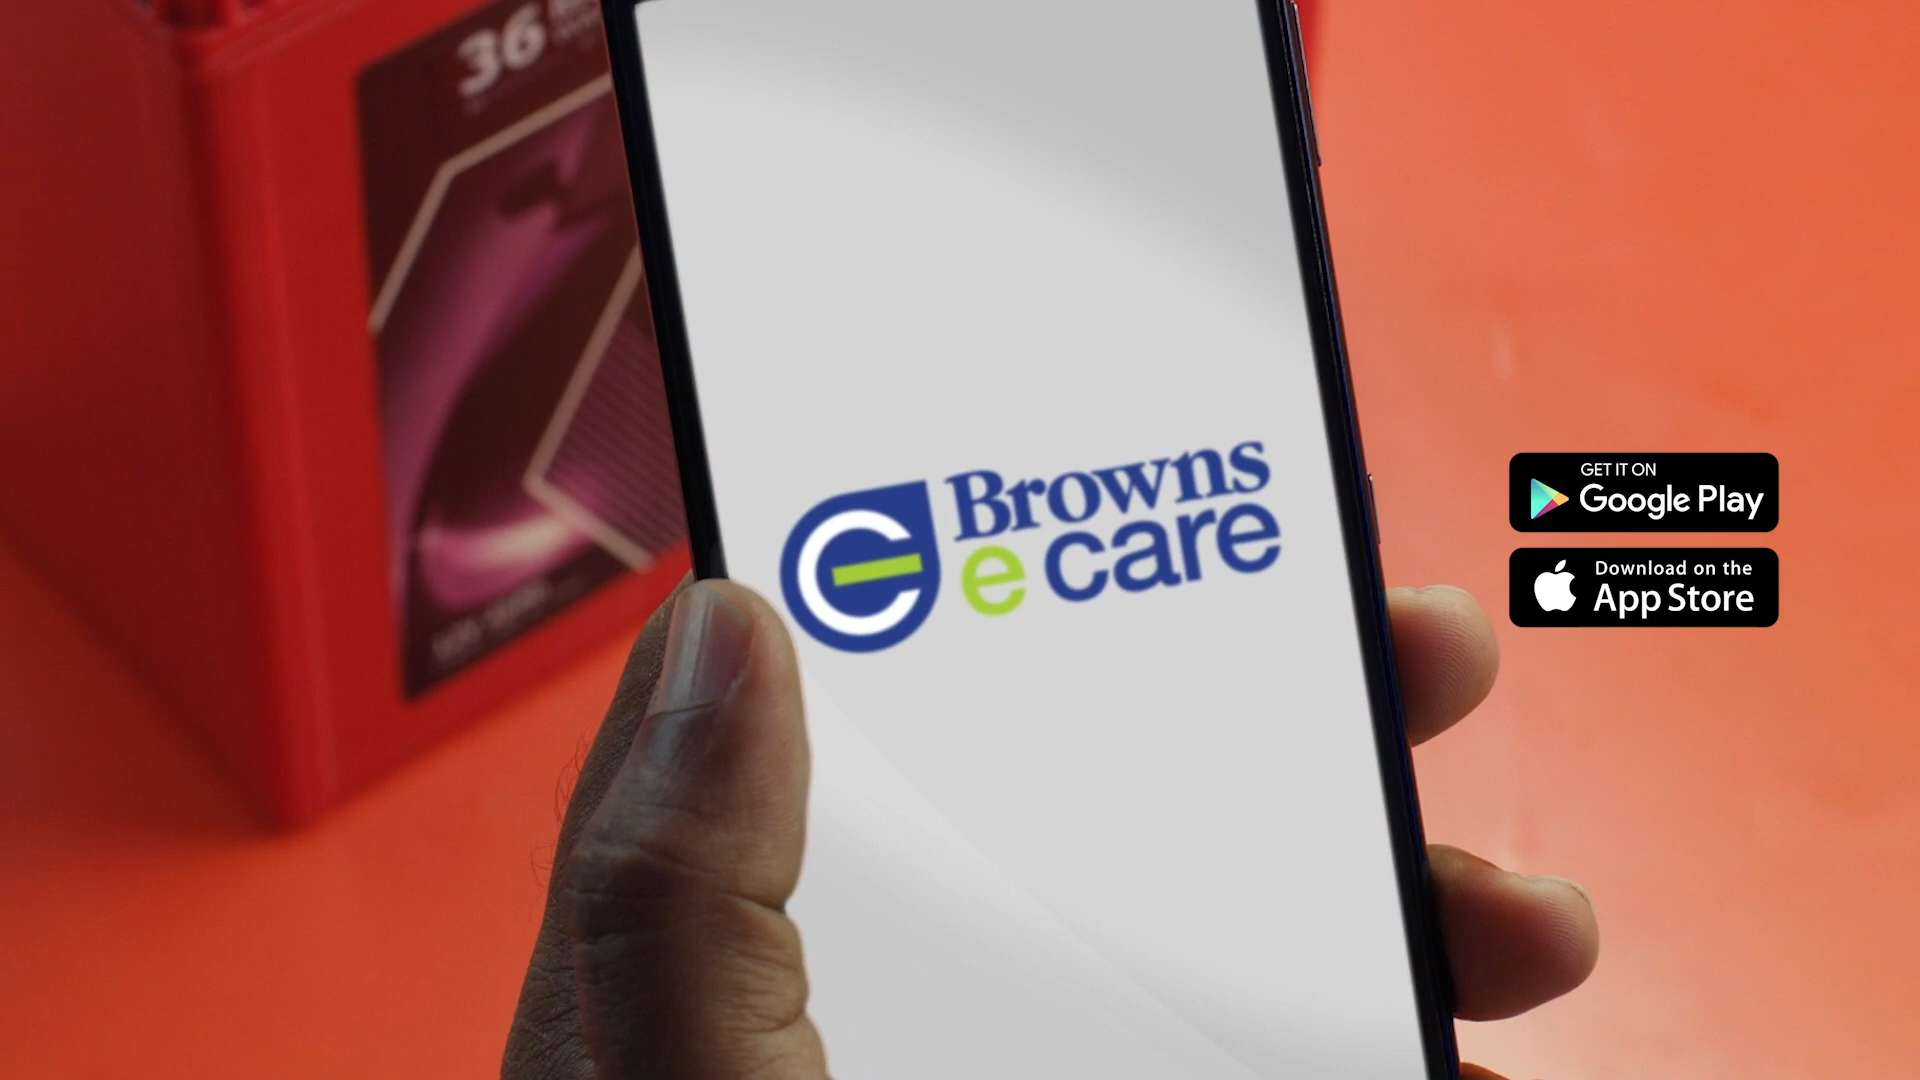 36
Browns
e care
GET IT ON
Google Play
Download on the
App Store